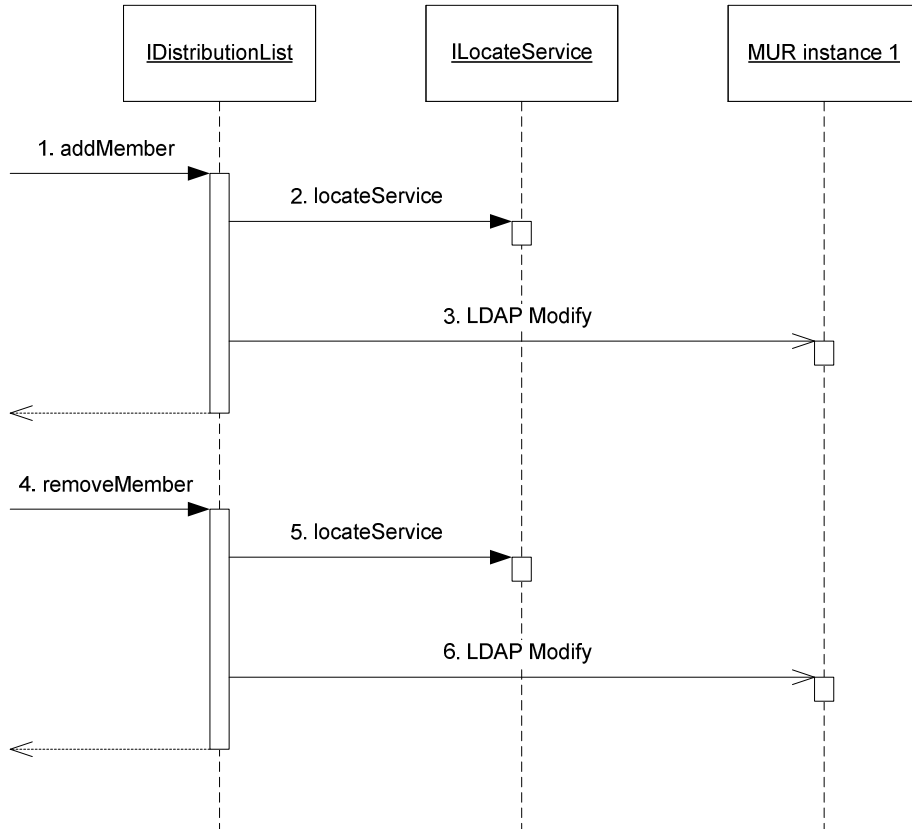 IDistributionList
ILocateService
MUR instance 1
1. addMember
2. locateService
3. LDAP Modify
4. removeMember
5. locateService
6. LDAP Modify